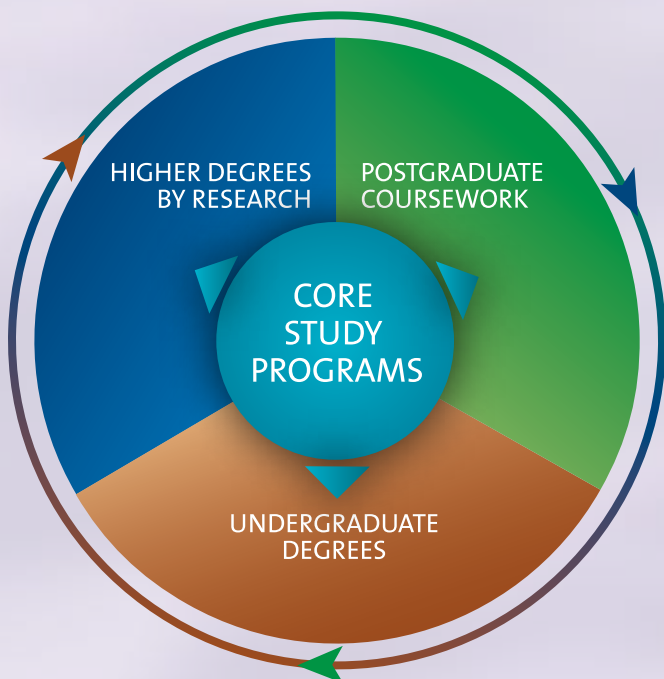 HIGHER DEGREES
BY RESEARCH
POSTGRADUATE
COURSEWORK
CORE
STUDY
PROGRAMS
UNDERGRADUATE
DEGREES